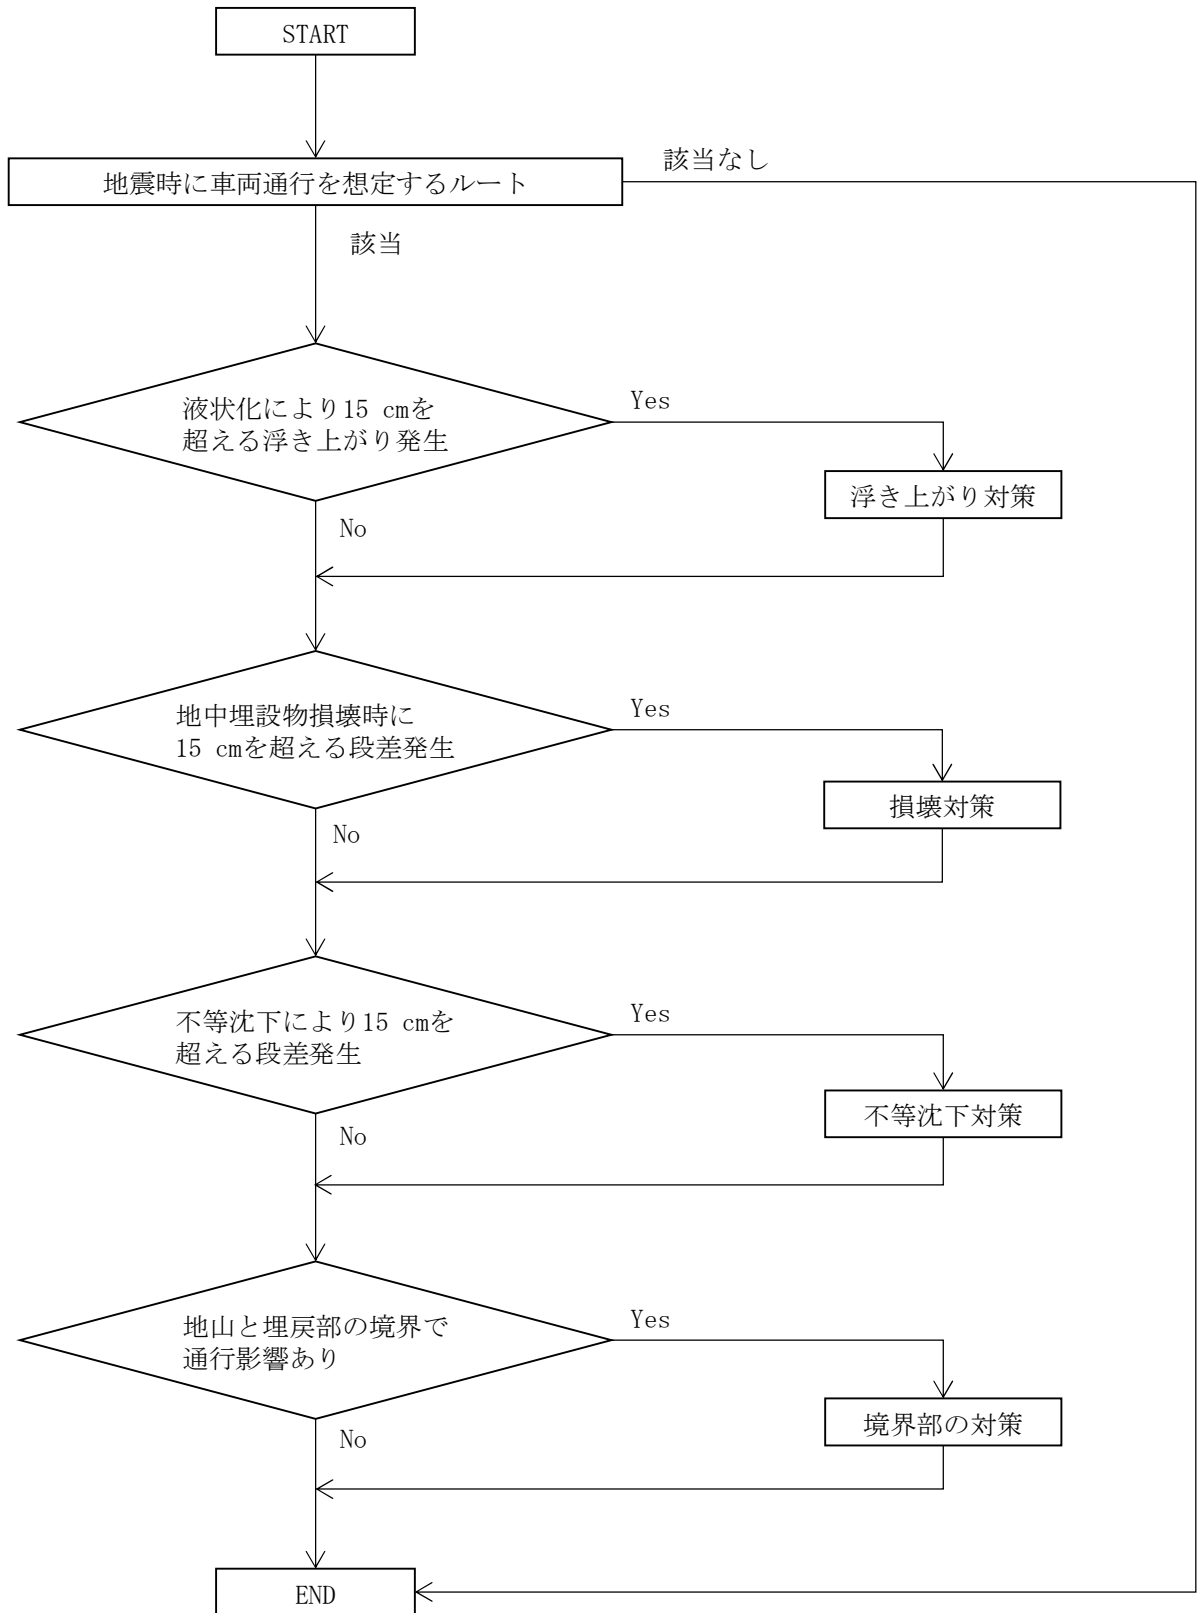 START
地震時に車両通行を想定するルート
該当なし
該当
液状化により15 cmを
超える浮き上がり発生
Yes
浮き上がり対策
No
地中埋設物損壊時に
15 cmを超える段差発生
Yes
損壊対策
No
不等沈下により15 cmを
超える段差発生
Yes
不等沈下対策
No
地山と埋戻部の境界で
通行影響あり
Yes
境界部の対策
No
END